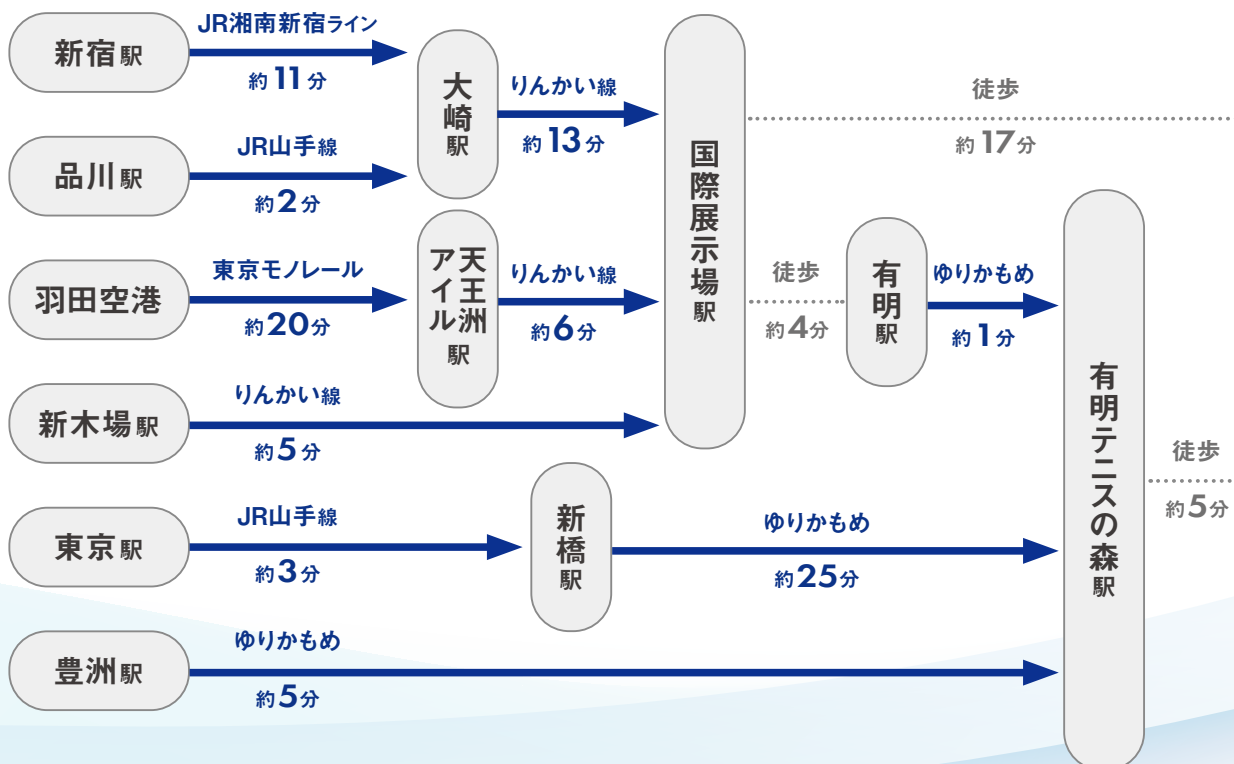 新宿駅
JR湘南新宿ライン
約11分
品川駅
JR山手線
約2分
大崎駅
りんかい線
約13分
羽田空港
東京モノレール
約20分
天王洲
アイル
駅
りんかい線
約6分
新木場駅
りんかい線
約5分
国際展示場駅
徒歩
約17分
徒歩
約4分
有明駅
ゆりかもめ
約1分
東京駅
JR山手線
約3分
新橋駅
ゆりかもめ
約25分
豊洲駅
ゆりかもめ
約5分
有明テニスの森駅
徒歩
約5分